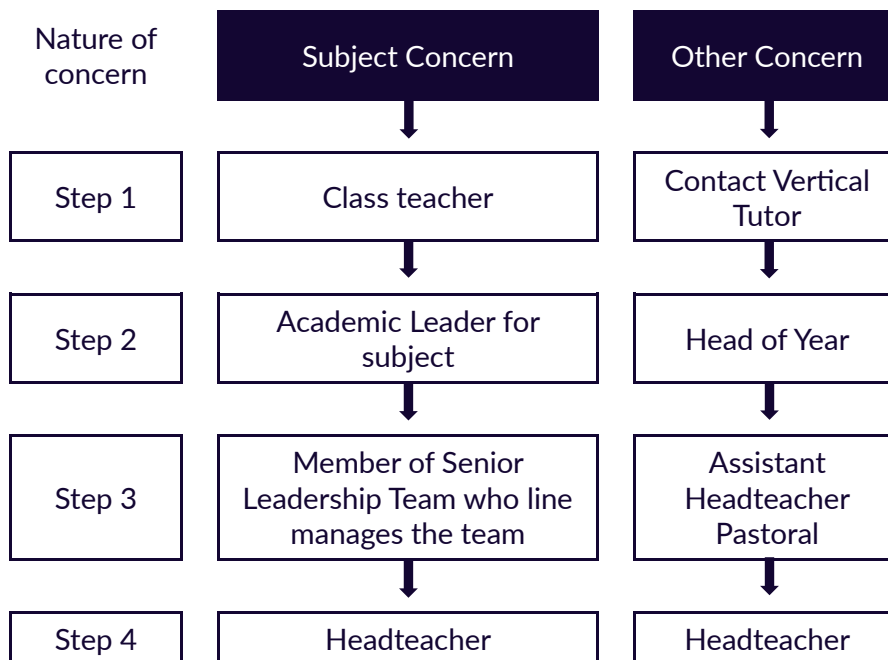 Nature of
concern
Subject Concern
Other Concern
Step 1
Class teacher
Contact Vertical
Tutor
Step 2
Academic Leader for
subject
Head of Year
Step 3
Member of Senior
Leadership Team who line
manages the team
Assistant
Headteacher
Pastoral
Step 4
Headteacher
Headteacher